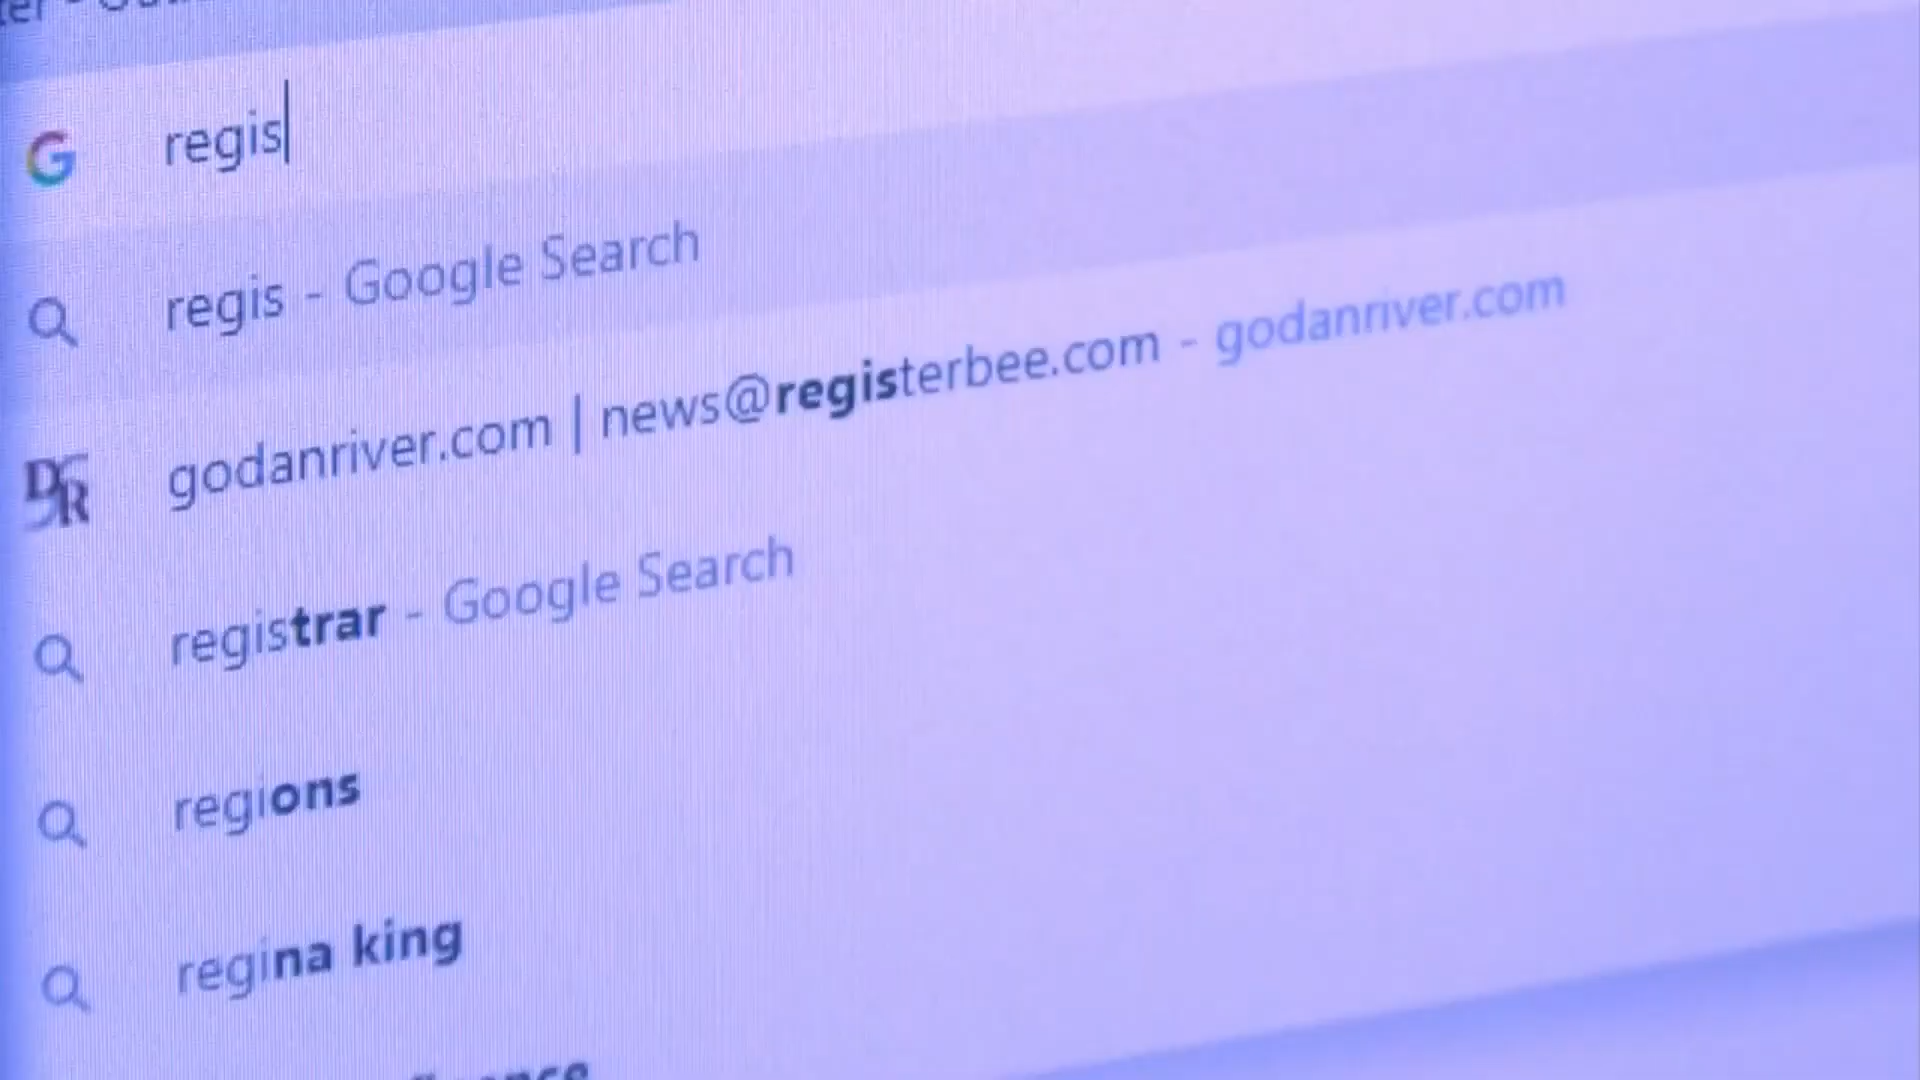 regis
regis - Google Search
godanriver.com | news@registerbee.com - godanriver.com
registrar - Google Search
regions
regina king